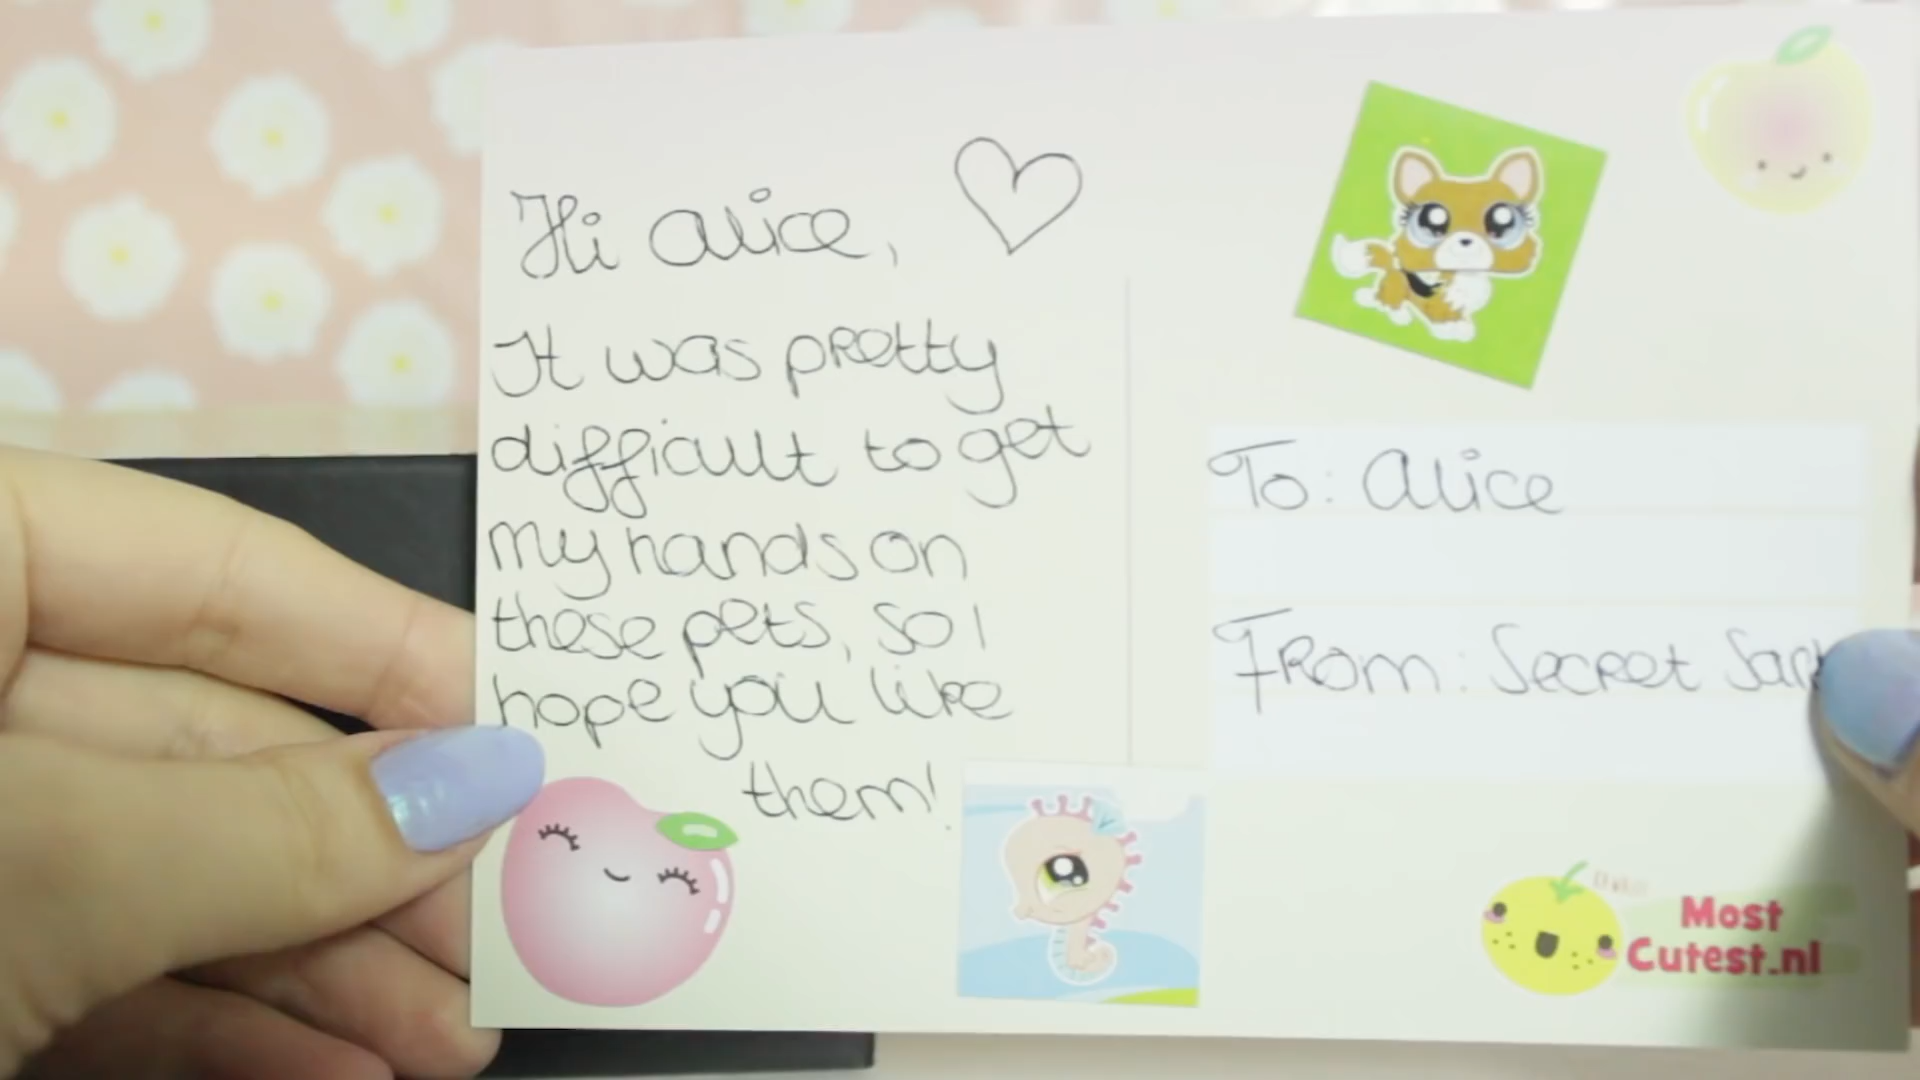 Hi Alice,
It was pretty
difficult to get
my hands on
these pets, so I
hope you like
them!
To: Alice
From: Secret
Most
Cutest.nl